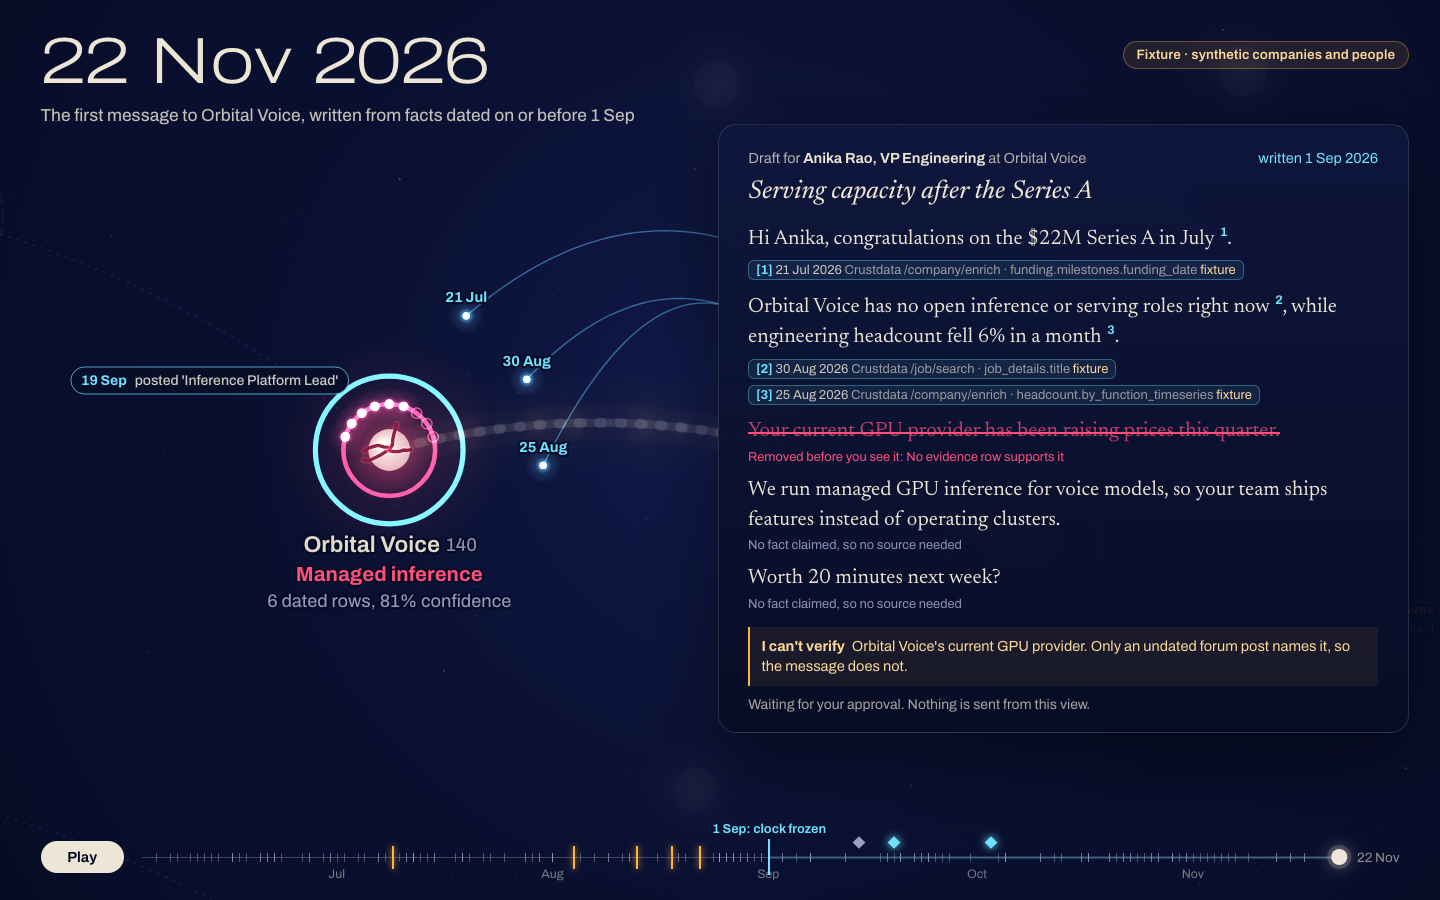 22 Nov 2026
Fixture · synthetic companies and people
The first message to Orbital Voice, written from facts dated on or before 1 Sep
Draft for Anika Rao, VP Engineering at Orbital Voice
written 1 Sep 2026
Serving capacity after the Series A
Hi Anika, congratulations on the $22M Series A in July 1.
[1] 21 Jul 2026 Crustdata /company/enrich · funding.milestones.funding_date fixture
Orbital Voice has no open inference or serving roles right now 2, while
engineering headcount fell 6% in a month 3.
[2] 30 Aug 2026 Crustdata /job/search · job_details.title fixture
[3] 25 Aug 2026 Crustdata /company/enrich · headcount.by_function_timeseries fixture
Your current GPU provider has been raising prices this quarter.
Removed before you see it: No evidence row supports it
We run managed GPU inference for voice models, so your team ships
features instead of operating clusters.
No fact claimed, so no source needed
Worth 20 minutes next week?
No fact claimed, so no source needed
I can't verify Orbital Voice's current GPU provider. Only an undated forum post names it, so
the message does not.
Waiting for your approval. Nothing is sent from this view.
21 Jul
30 Aug
19 Sep posted 'Inference Platform Lead'
25 Aug
Orbital Voice 140
Managed inference
6 dated rows, 81% confidence
1 Sep: clock frozen
Play
22 Nov
Jul
Aug
Sep
Oct
Nov